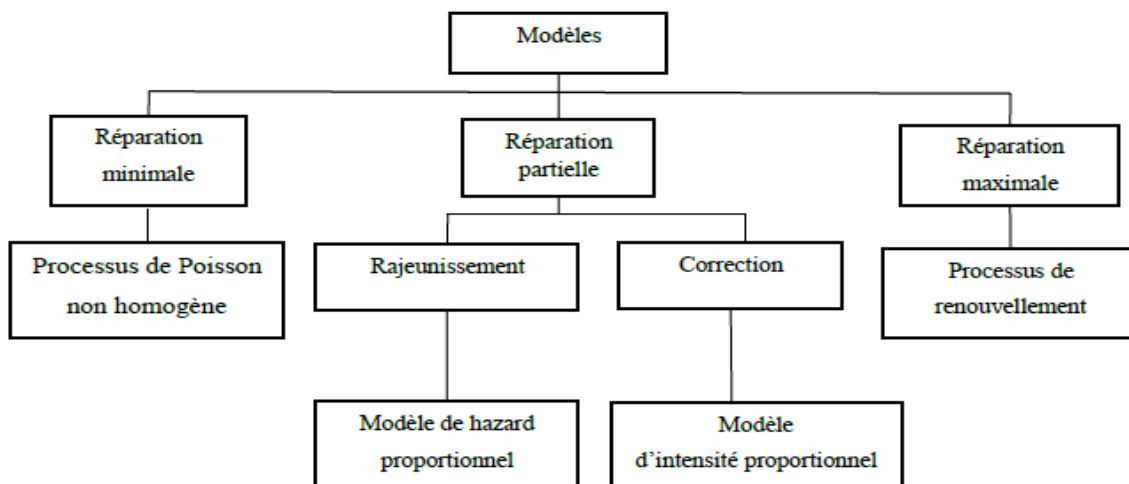 Modèles
Réparation
minimale
Réparation
partielle
Réparation
maximale
Processus de Poisson
non homogène
Rajeunissement
Correction
Processus de
renouvellement
Modèle de hazard
proportionnel
Modèle
d'intensité proportionnel